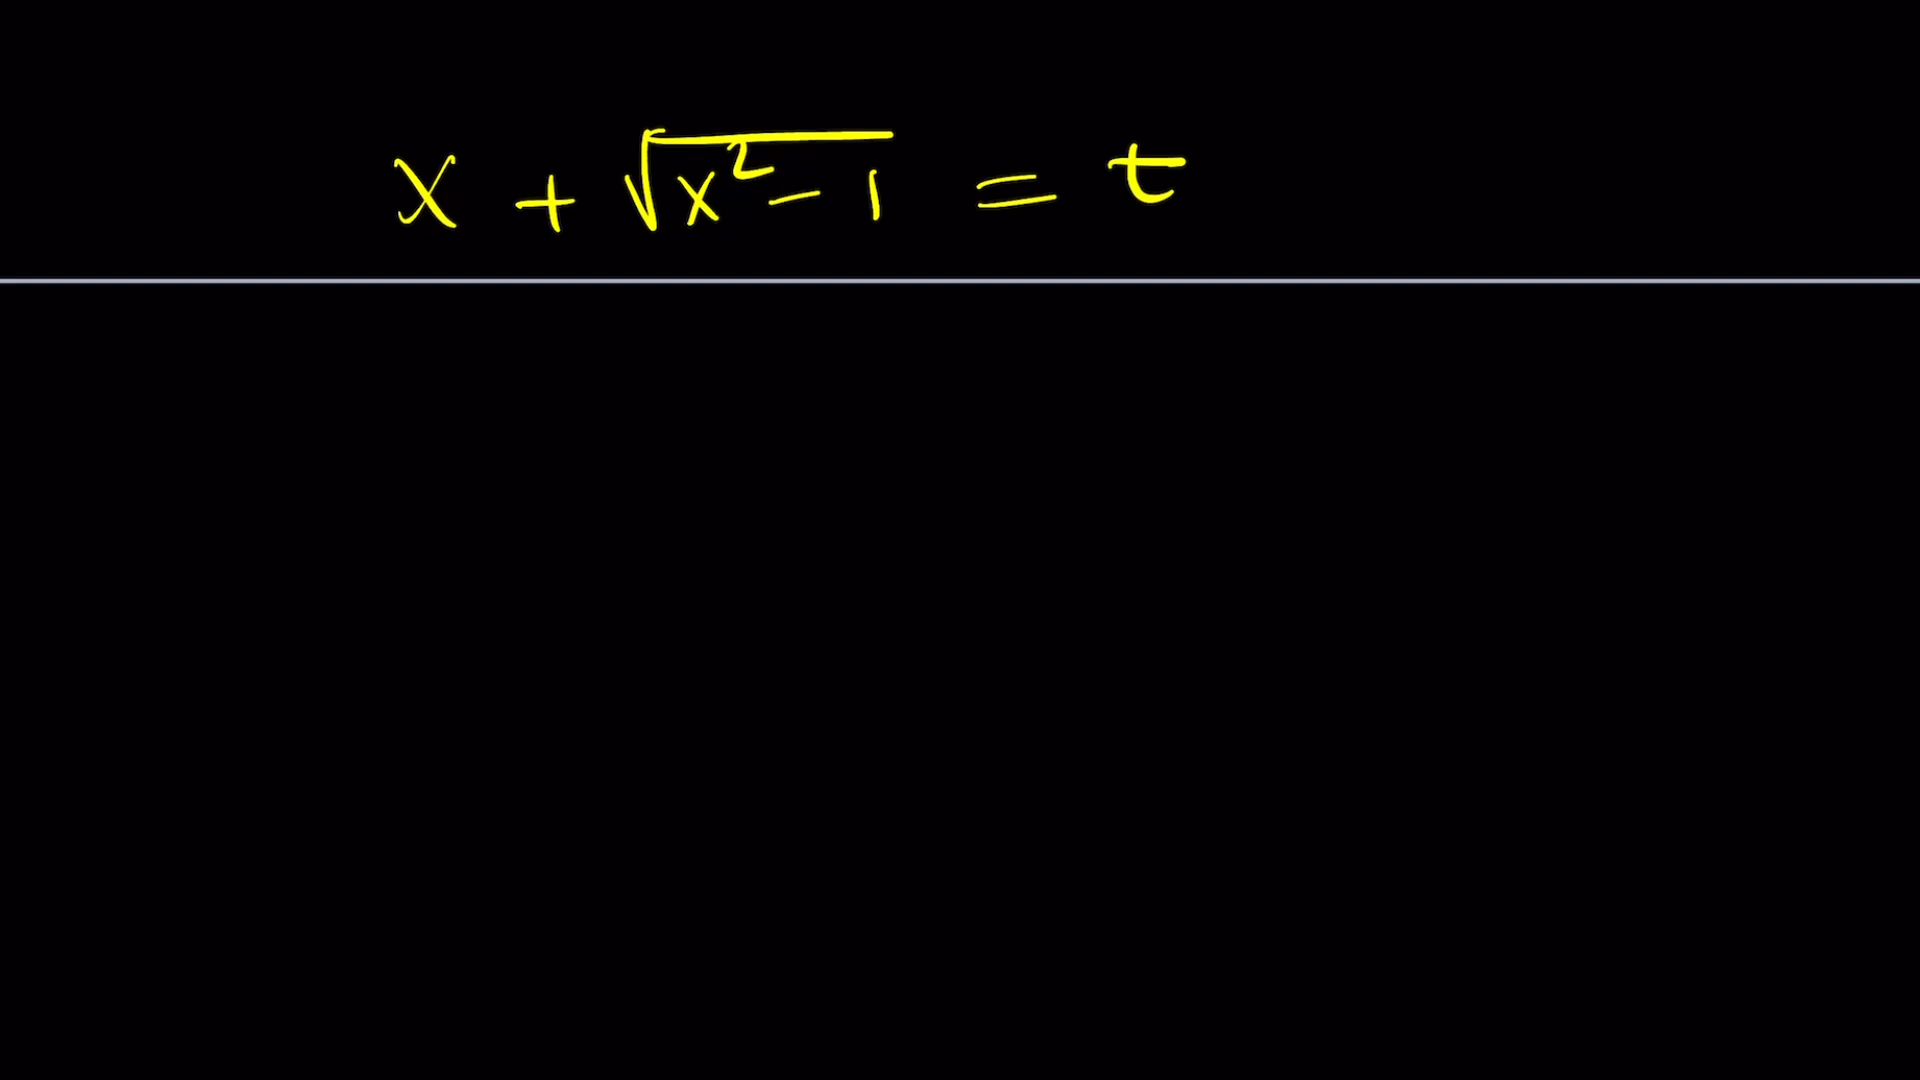 x + √(x² - 1) = t